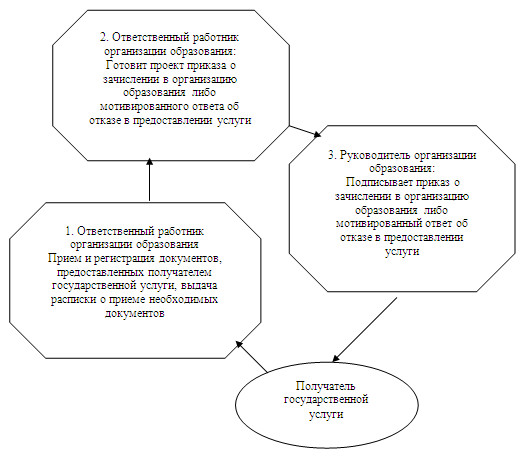 2. Ответственный работник
организации образования:
Готовит проект приказа о
зачислении в организацию
образования либо
мотивированного ответа об
отказе в предоставлении услуги
3. Руководитель организации
образования:
Подписывает приказ о
зачислении в организацию
образования либо
мотивированный ответ об
отказе в предоставлении
услуги
1. Ответственный работник
организации образования
Прием и регистрация документов,
предоставленных получателем
государственной услуги, выдача
расписки о приеме необходимых
документов
Получатель
государственной
услуги